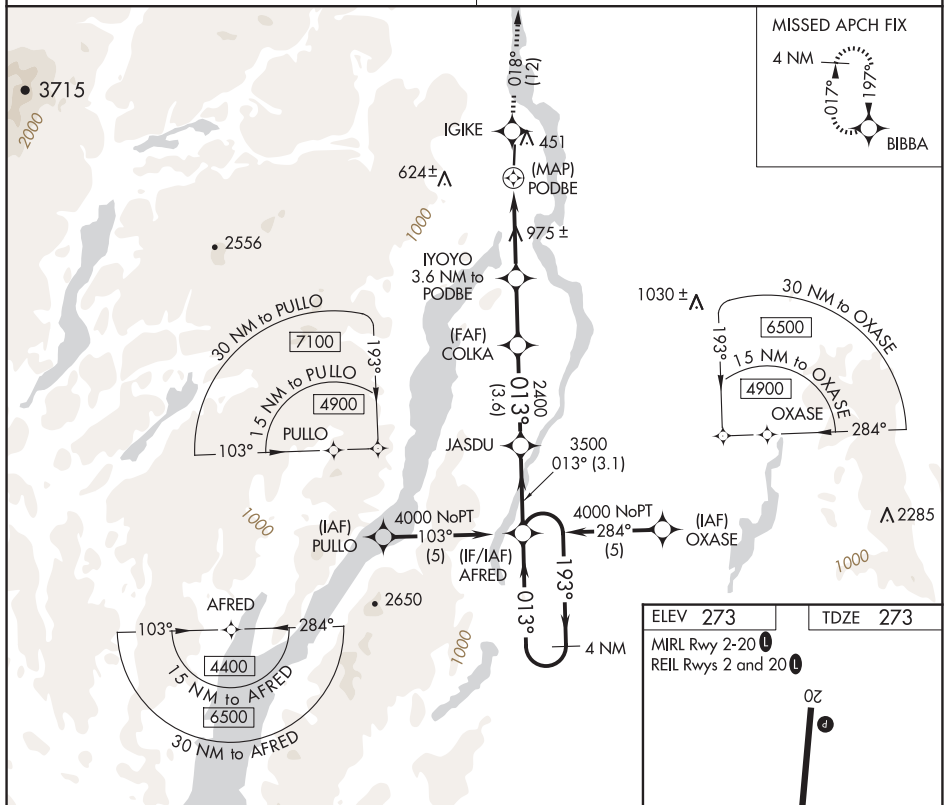 MISSED APCH FIX
4 NM
017°
197°
BIBBA
3715
2000
018°
(12)
IGIKE
451
(MAP)
PODBE
624±
1000
2556
975 ±
IYOYO
3.6 NM to
PODBE
1030 ±
(FAF)
COLKA
30 NM to PULLO
7100
193°
15 NM to PULLO
4900
PULLO
103°
30 NM to OXASE
6500
193°
15 NM to OXASE
4900
OXASE
284°
2400
013°
(3.6)
JASDU
3500
013° (3.1)
1000
(IAF)
PULLO
4000 NoPT
103°
(5)
(IF/IAF)
AFRED
4000 NoPT
284°
(5)
(IAF)
OXASE
2285
1000
193°
013°
4 NM
2650
1000
AFRED
103°
284°
4400
15 NM to AFRED
6500
30 NM to AFRED
ELEV 273
TDZE 273
MIRL Rwy 2-20 L
REIL Rwys 2 and 20 L
20
P